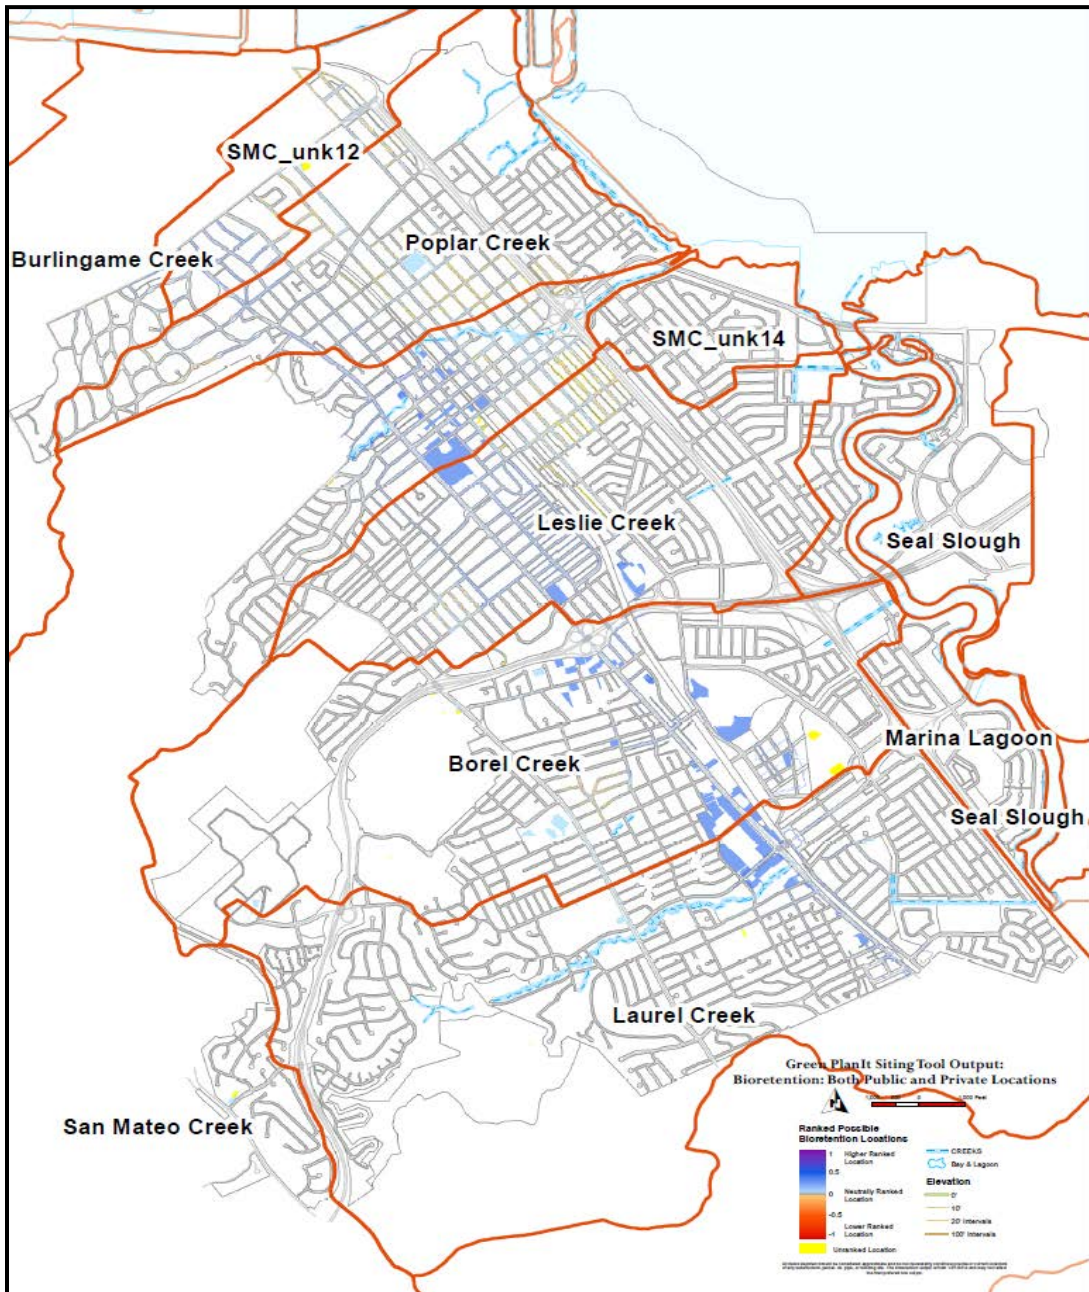 SMC_unk12
Burlingame Creek
Poplar Creek
SMC_unk14
Leslie Creek
Seal Slough
Borel Creek
Marina Lagoon
Seal Slough
Laurel Creek
San Mateo Creek
Green PlanIt Siting Tool Output:
Bioretention: Both Public and Private Locations
0
Feet
Ranked Possible
Bioretention Locations
1 Higher Ranked
Location
0.5
0 Neutrally Ranked
Location
-0.5
-1 Lower Ranked
Location
Unranked Location
CREEKS
Bay & Lagoon
Elevation
0'
10'
20' Intervals
100' Intervals